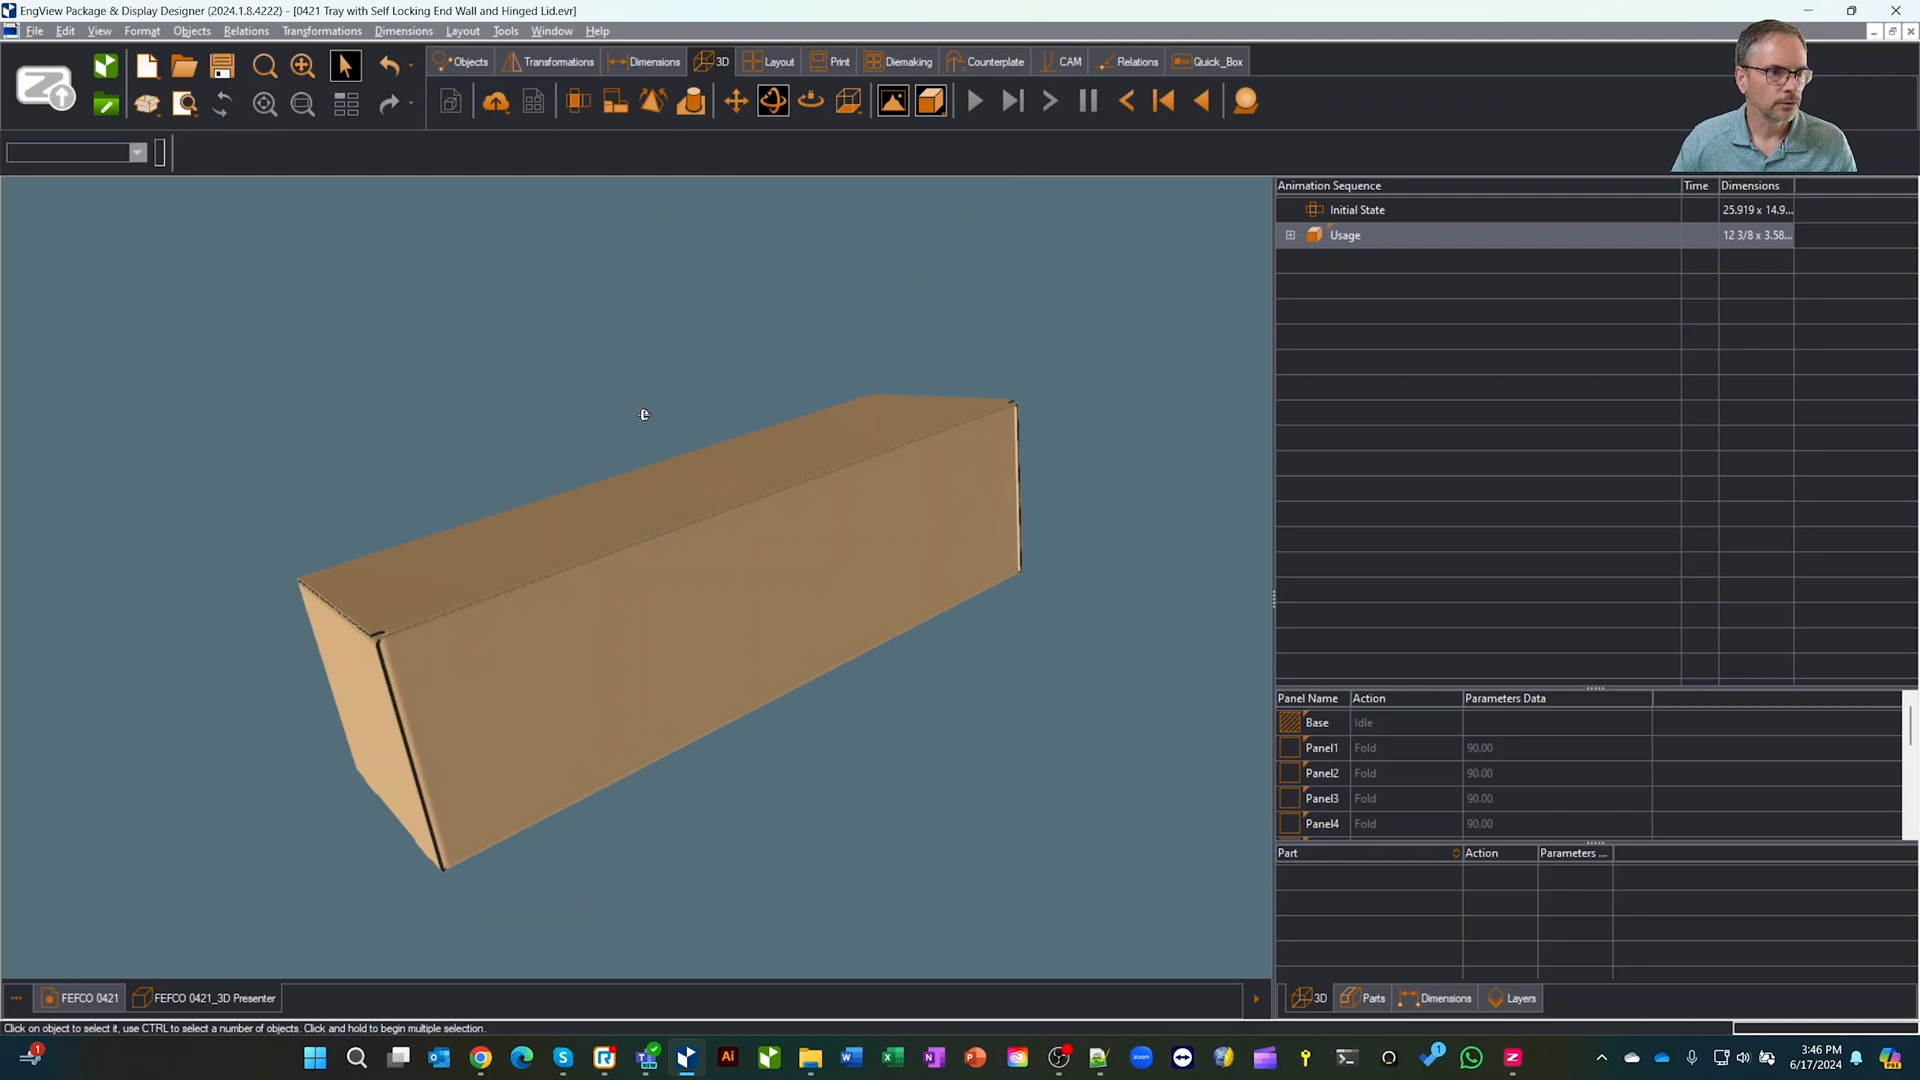 EngView Package & Display Designer (2024.1.8.4222) - [0421 Tray with Self Locking End Wall and Hinged Lid.evr]
File Edit View Format Objects Relations Transformations Dimensions Layout Tools Window Help
Objects Transformations Dimensions 3D Layout Print Diemaking Counterplate CAM Relations Quick_Box
Animation Sequence Time Dimensions
Initial State 25.919 x 14.9...
Usage 12 3/8 x 3.58...
Panel Name Action Parameters Data
Base Idle
Panel1 Fold 90.00
Panel2 Fold 90.00
Panel3 Fold 90.00
Panel4 Fold 90.00
Part Action Parameters ...
FEFCO 0421 FEFCO 0421_3D Presenter
3D Parts Dimensions Layers
Click on object to select it, use CTRL to select a number of objects. Click and hold to begin multiple selection.
3:46 PM
6/17/2024